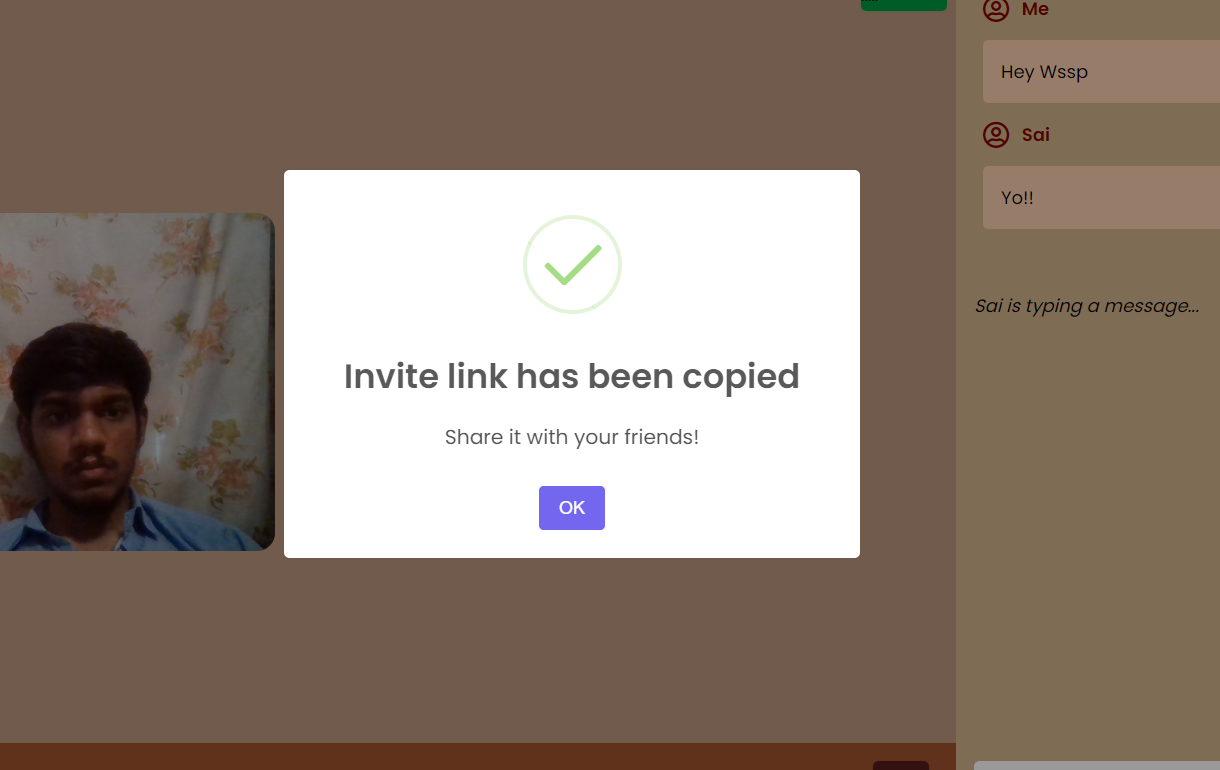 Me
Hey Wssp
Sai
Yo!!
Sai is typing a message...
Invite link has been copied
Share it with your friends!
OK